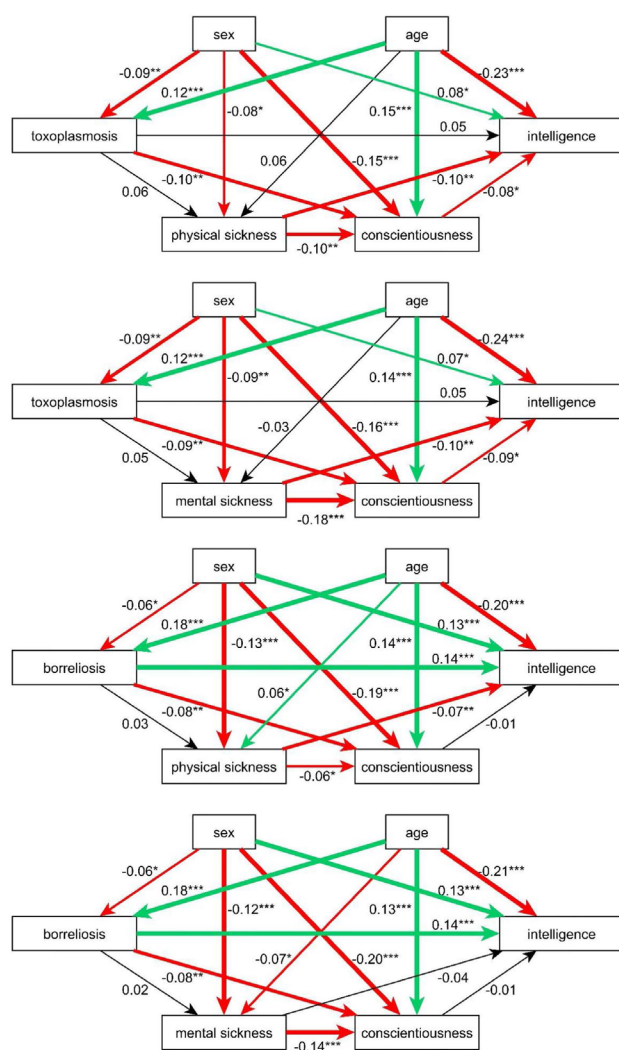 sex age
-0.09** 0.08* -0.23***
0.12*** -0.08* 0.15***
toxoplasmosis 0.05 intelligence
0.06 -0.15***
0.06 -0.10** -0.10** -0.08*
physical sickness conscientiousness
-0.10**
sex age
-0.09** 0.07* -0.24***
0.12*** -0.09** 0.14***
toxoplasmosis 0.05 intelligence
-0.03 -0.16***
0.05 -0.09** -0.10** -0.09*
mental sickness conscientiousness
-0.18***
sex age
-0.06* -0.20***
0.18*** -0.13*** 0.14*** 0.13***
borreliosis 0.14*** intelligence
0.06* -0.19***
0.03 -0.08** -0.07** -0.01
physical sickness conscientiousness
-0.06*
sex age
-0.06* -0.21***
0.18*** -0.12*** 0.13*** 0.13***
borreliosis 0.14*** intelligence
-0.07* -0.20***
0.02 -0.08** -0.04 -0.01
mental sickness conscientiousness
-0.14***